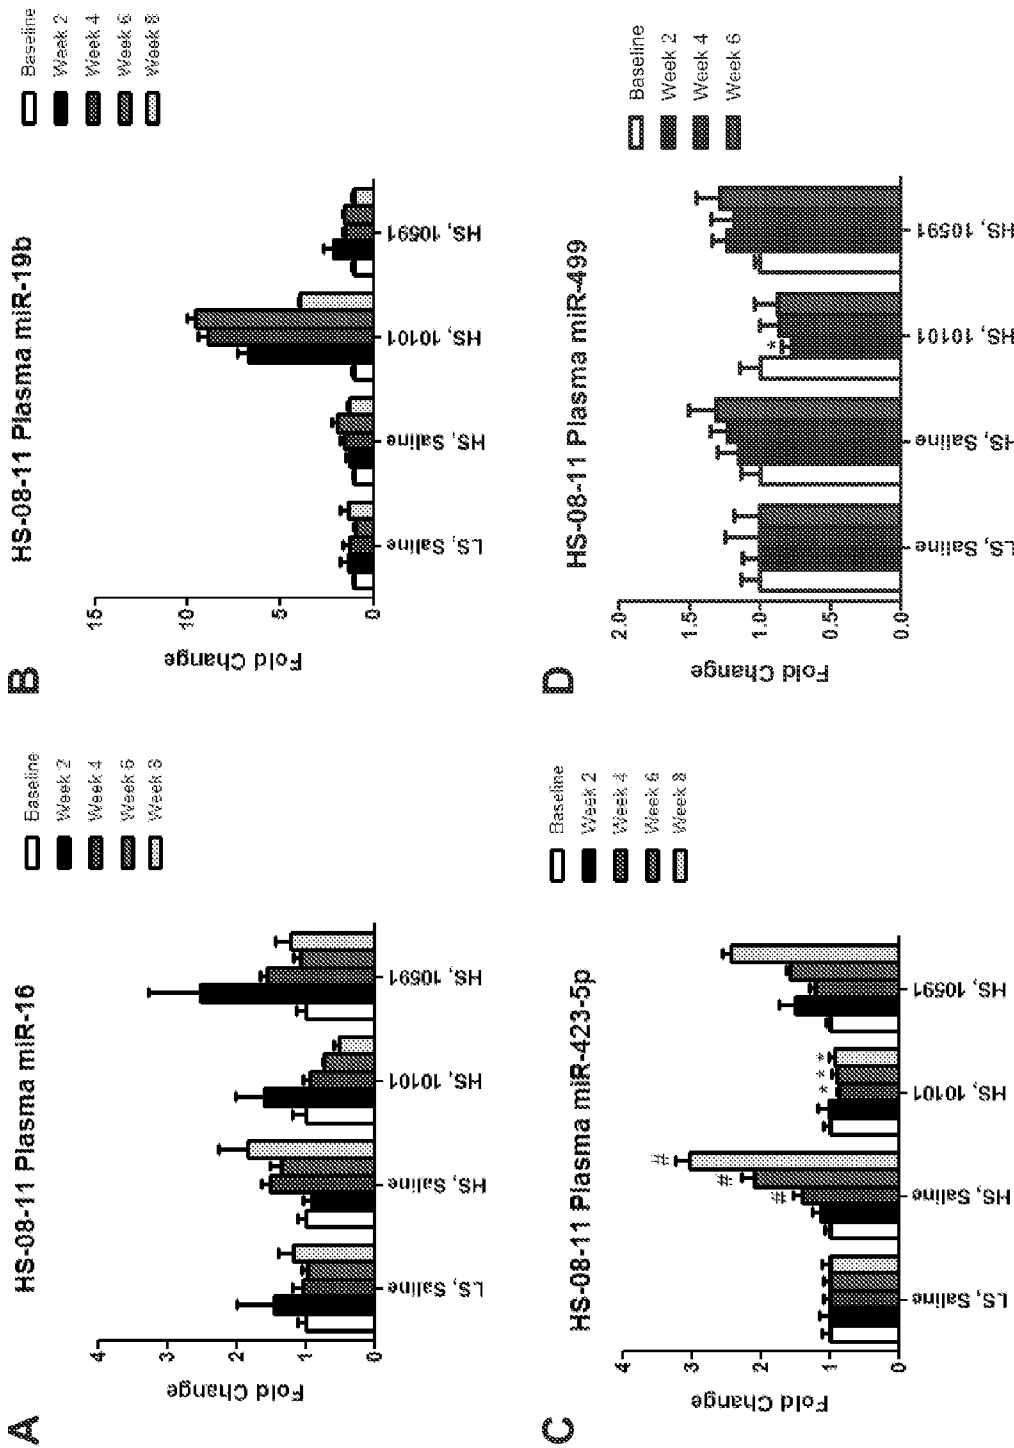 A
HS-08-11 Plasma miR-16
Fold Change
4
3
2
1
0
LS, Saline
HS, Saline
HS, 10101
HS, 10591
Baseline
Week 2
Week 4
Week 6
Week 8
B
HS-08-11 Plasma miR-19b
Fold Change
15
10
5
0
LS, Saline
HS, Saline
HS, 10101
HS, 10591
Baseline
Week 2
Week 4
Week 6
Week 8
C
HS-08-11 Plasma miR-423-5p
Fold Change
4
3
2
1
0
# # #
* * *
LS, Saline
HS, Saline
HS, 10101
HS, 10591
Baseline
Week 2
Week 4
Week 6
Week 8
D
HS-08-11 Plasma miR-499
Fold Change
2.0
1.5
1.0
0.5
0.0
*
LS, Saline
HS, Saline
HS, 10101
HS, 10591
Baseline
Week 2
Week 4
Week 6